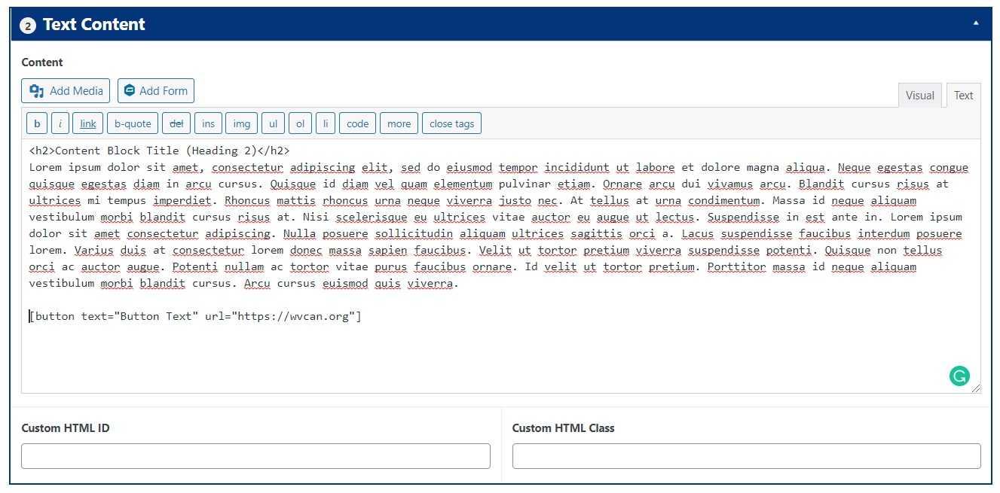 2 Text Content
Content
Add Media Add Form
Visual Text
b i link b-quote del ins img ul ol li code more close tags
<h2>Content Block Title (Heading 2)</h2>
Lorem ipsum dolor sit amet, consectetur adipiscing elit, sed do eiusmod tempor incididunt ut labore et dolore magna aliqua. Neque egestas congue
quisque egestas diam in arcu cursus. Quisque id diam vel quam elementum pulvinar etiam. Ornare arcu dui vivamus arcu. Blandit cursus risus at
ultrices mi tempus imperdiet. Rhoncus mattis rhoncus urna neque viverra justo nec. At tellus at urna condimentum. Massa id neque aliquam
vestibulum morbi blandit cursus risus at. Nisi scelerisque eu ultrices vitae auctor eu augue ut lectus. Suspendisse in est ante in. Lorem ipsum
dolor sit amet consectetur adipiscing. Nulla posuere sollicitudin aliquam ultrices sagittis orci a. Lacus suspendisse faucibus interdum posuere
lorem. Varius duis at consectetur lorem donec massa sapien faucibus. Velit ut tortor pretium viverra suspendisse potenti. Quisque non tellus
orci ac auctor augue. Potenti nullam ac tortor vitae purus faucibus ornare. Id velit ut tortor pretium. Porttitor massa id neque aliquam
vestibulum morbi blandit cursus. Arcu cursus euismod quis viverra.
[button text="Button Text" url="https://wvcan.org"]
Custom HTML ID
Custom HTML Class